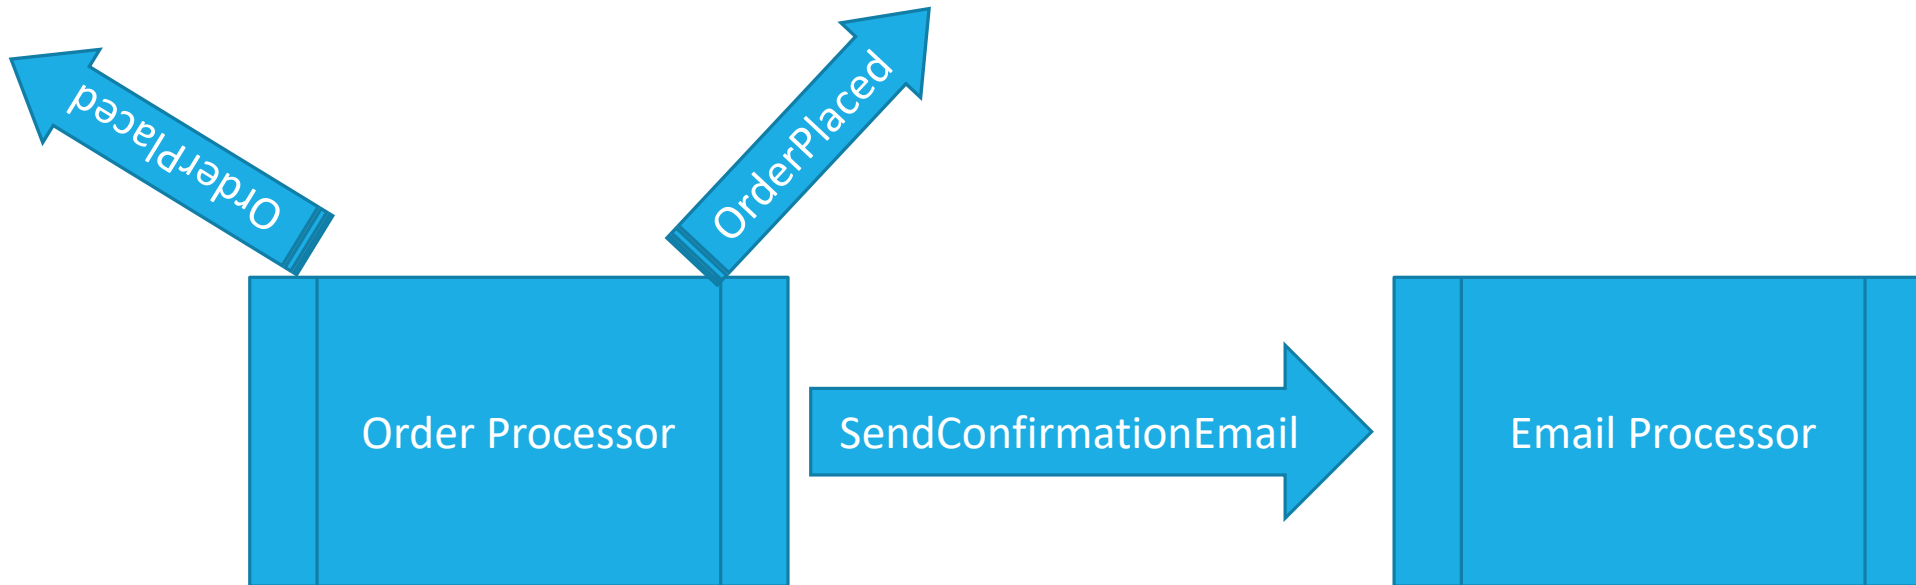 OrderPlaced
OrderPlaced
Order Processor
SendConfirmationEmail
Email Processor